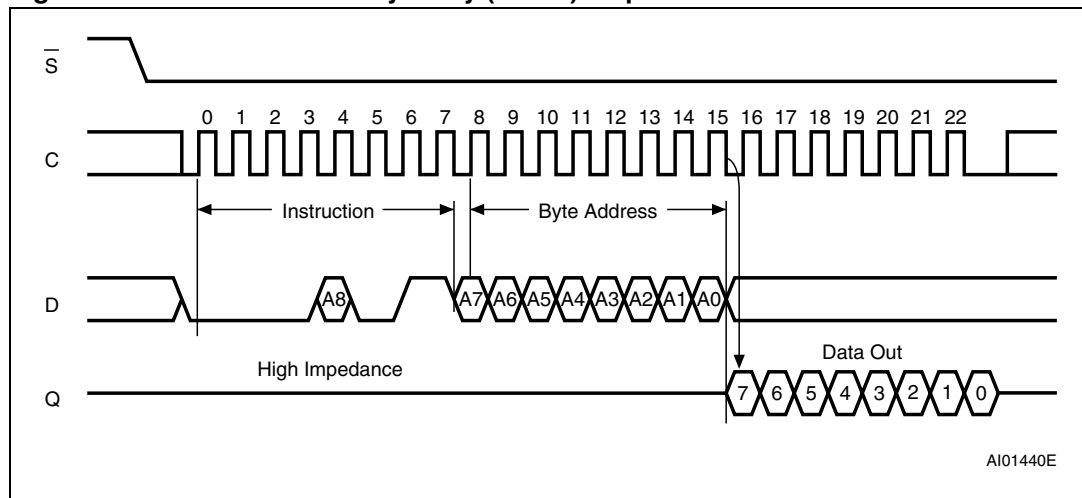 S
0 1 2 3 4 5 6 7 8 9 10 11 12 13 14 15 16 17 18 19 20 21 22
C
Instruction Byte Address
D
A8 A7 A6 A5 A4 A3 A2 A1 A0
Data Out
High Impedance
Q
7 6 5 4 3 2 1 0
AI01440E